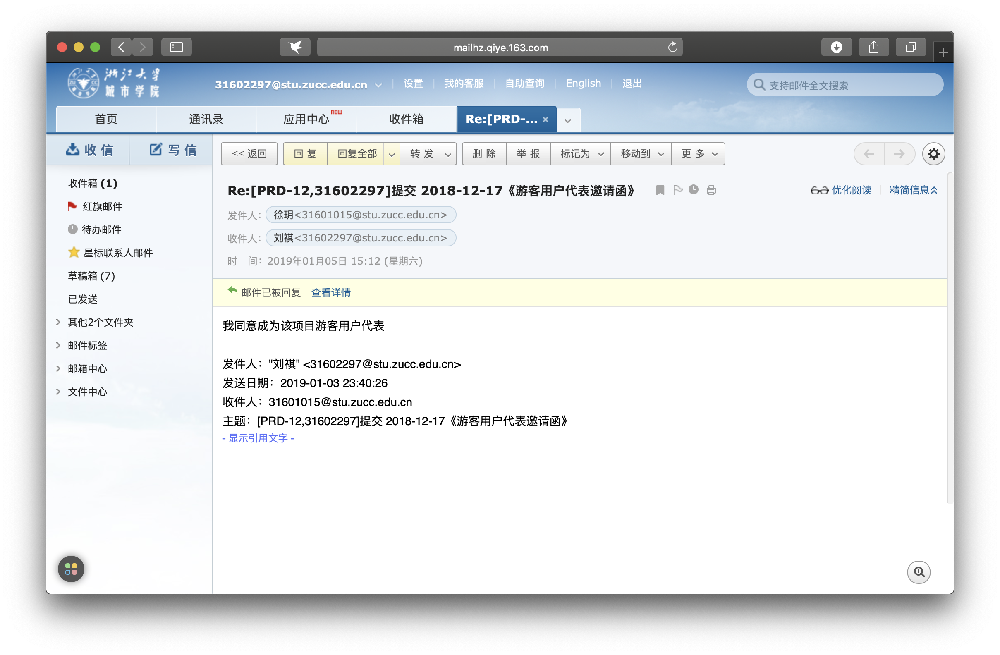 mailhz.qiye.163.com
浙江大学
城市学院
31602297@stu.zucc.edu.cn 设置 我的客服 自助查询 English 退出
支持邮件全文搜索
首页 通讯录 应用中心 NEW 收件箱 Re:[PRD-...
收信 写信
<< 返回 回复 回复全部 转发 删除 举报 标记为 移动到 更多
收件箱 (1)
红旗邮件
待办邮件
星标联系人邮件
草稿箱 (7)
已发送
其他2个文件夹
邮件标签
邮箱中心
文件中心
Re:[PRD-12,31602297]提交 2018-12-17《游客用户代表邀请函》
优化阅读 精简信息
发件人: 徐玥<31601015@stu.zucc.edu.cn>
收件人: 刘祺<31602297@stu.zucc.edu.cn>
时 间: 2019年01月05日 15:12 (星期六)
邮件已被回复 查看详情
我同意成为该项目游客用户代表
发件人："刘祺" <31602297@stu.zucc.edu.cn>
发送日期：2019-01-03 23:40:26
收件人：31601015@stu.zucc.edu.cn
主题：[PRD-12,31602297]提交 2018-12-17《游客用户代表邀请函》
- 显示引用文字 -